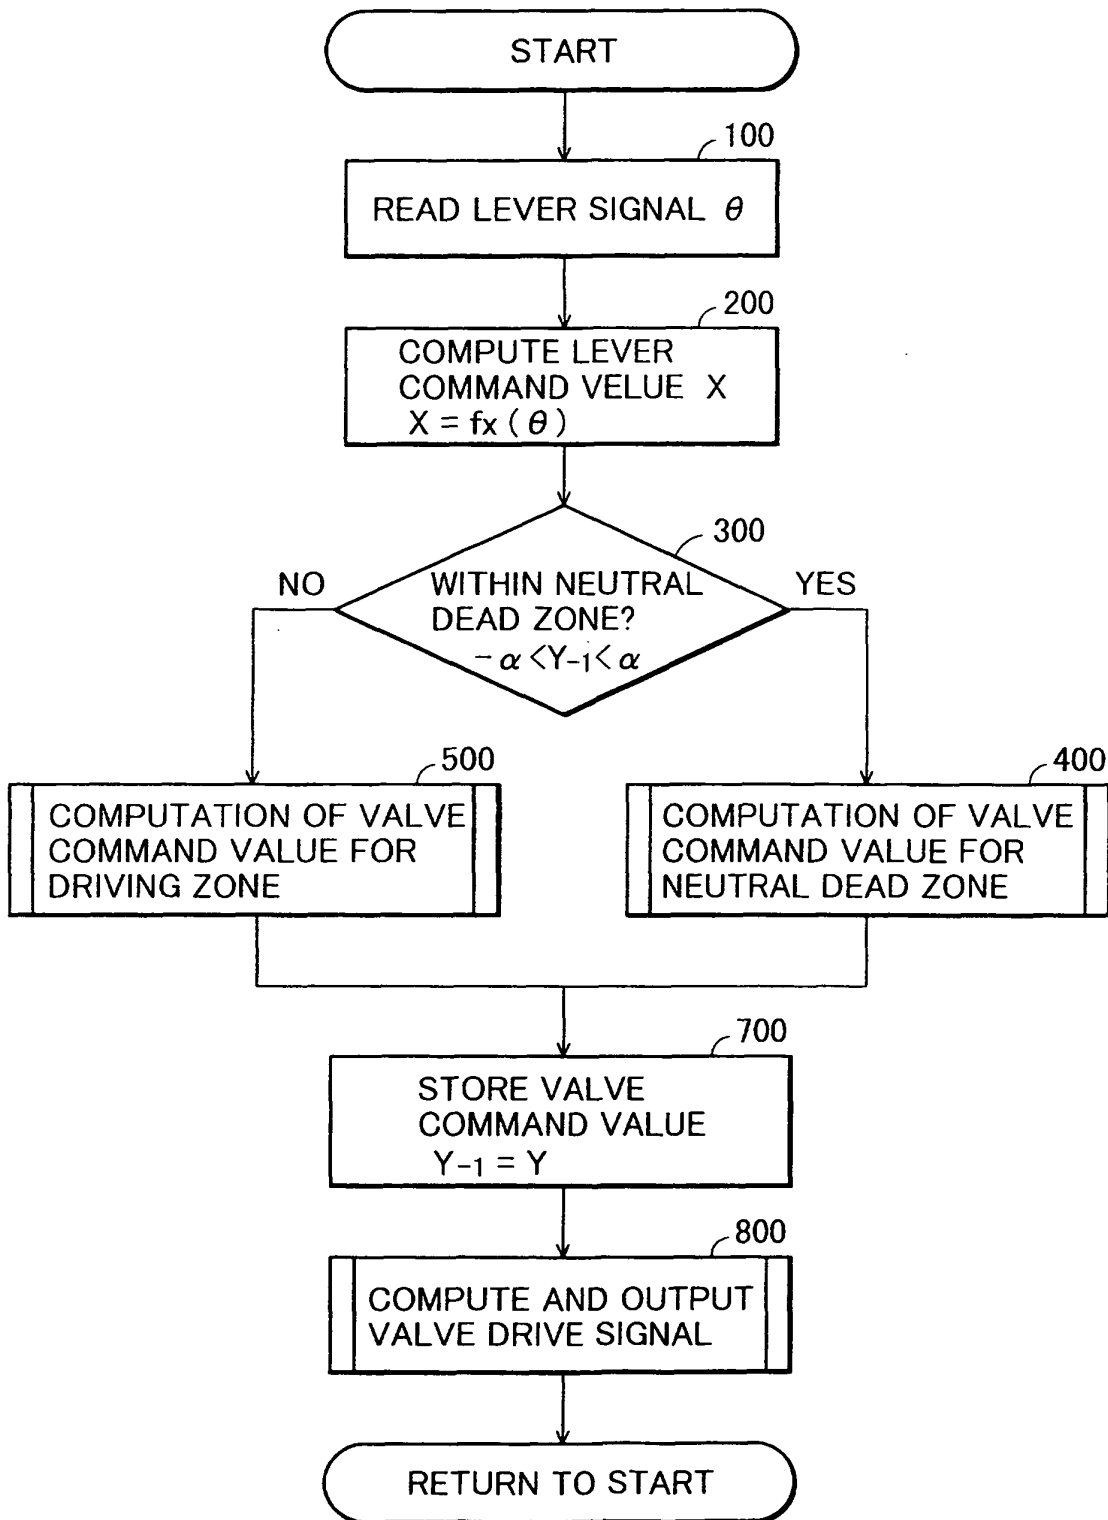 START
100
READ LEVER SIGNAL θ
200
COMPUTE LEVER
COMMAND VELUE X
X = fx ( θ )
300
WITHIN NEUTRAL
DEAD ZONE?
- α < Y-1 < α
NO
YES
500
COMPUTATION OF VALVE
COMMAND VALUE FOR
DRIVING ZONE
400
COMPUTATION OF VALVE
COMMAND VALUE FOR
NEUTRAL DEAD ZONE
700
STORE VALVE
COMMAND VALUE
Y-1 = Y
800
COMPUTE AND OUTPUT
VALVE DRIVE SIGNAL
RETURN TO START